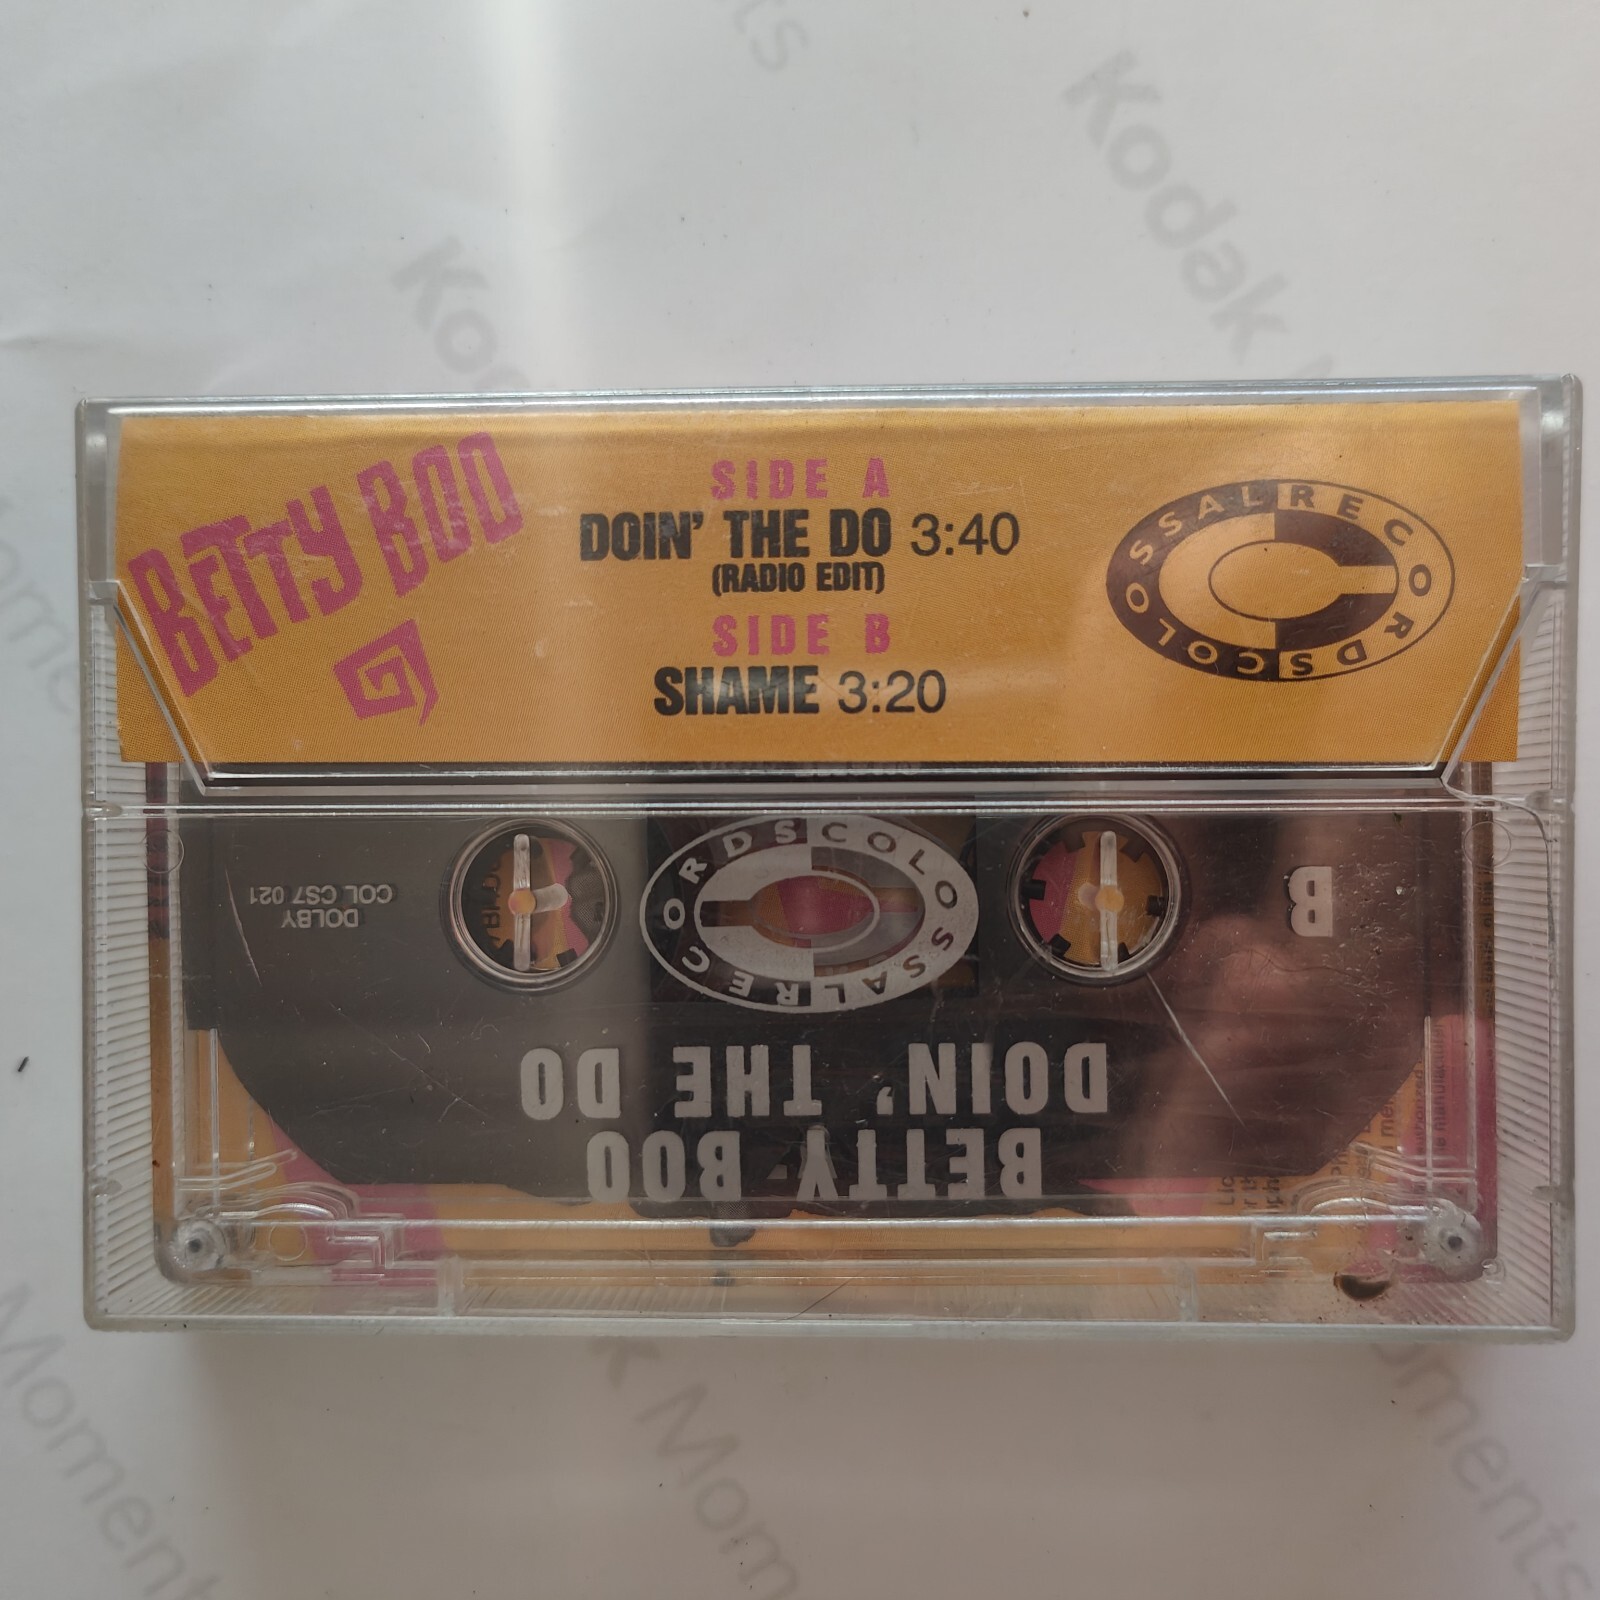 BETTY BOO
SIDE A
DOIN' THE DO 3:40
(RADIO EDIT)
SIDE B
SHAME 3:20
COLOSSAL RECORDS
B
DOLBY
COL CS7 021
COLOSSAL RECORDS
BETTY BOO
DOIN' THE DO
Kodak
Moments